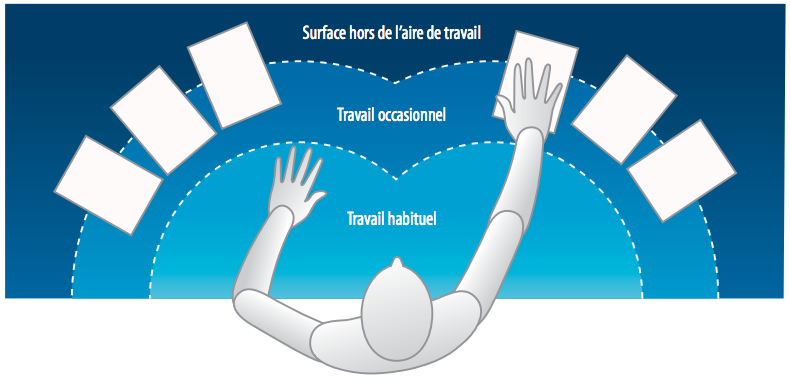 Surface hors de l'aire de travail
Travail occasionnel
Travail habituel